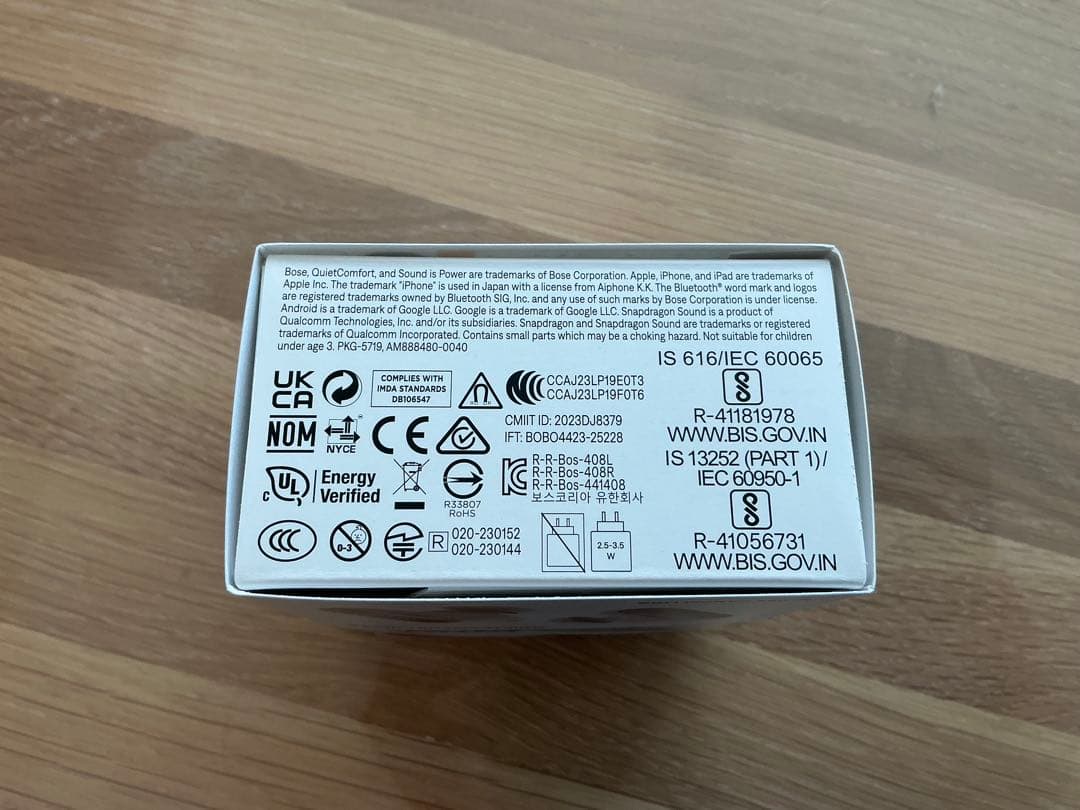 Bose, QuietComfort, and Sound is Power are trademarks of Bose Corporation. Apple, iPhone, and iPad are trademarks of
Apple Inc. The trademark "iPhone" is used in Japan with a license from Aiphone K.K. The Bluetooth® word mark and logos
are registered trademarks owned by Bluetooth SIG, Inc. and any use of such marks by Bose Corporation is under license.
Android is a trademark of Google LLC. Google is a trademark of Google LLC. Snapdragon Sound is a product of
Qualcomm Technologies, Inc. and/or its subsidiaries. Snapdragon and Snapdragon Sound are trademarks or registered
trademarks of Qualcomm Incorporated. Contains small parts which may be a choking hazard. Not suitable for children
under age 3. PKG-5719, AM888480-0040
UK
CA
COMPLIES WITH
IMDA STANDARDS
DB106547
CCAJ23LP19E0T3
CCAJ23LP19F0T6
NOM
NYCE
CE
CMIIT ID: 2023DJ8379
IFT: BOBO4423-25228
c UL
Energy
Verified
R33807
RoHS
R-R-Bos-408L
R-R-Bos-408R
R-R-Bos-441408
보스코리아 유한회사
CCC
0-3
R
020-230152
020-230144
2.5-3.5
W
IS 616/IEC 60065
R-41181978
WWW.BIS.GOV.IN
IS 13252 (PART 1)/
IEC 60950-1
R-41056731
WWW.BIS.GOV.IN